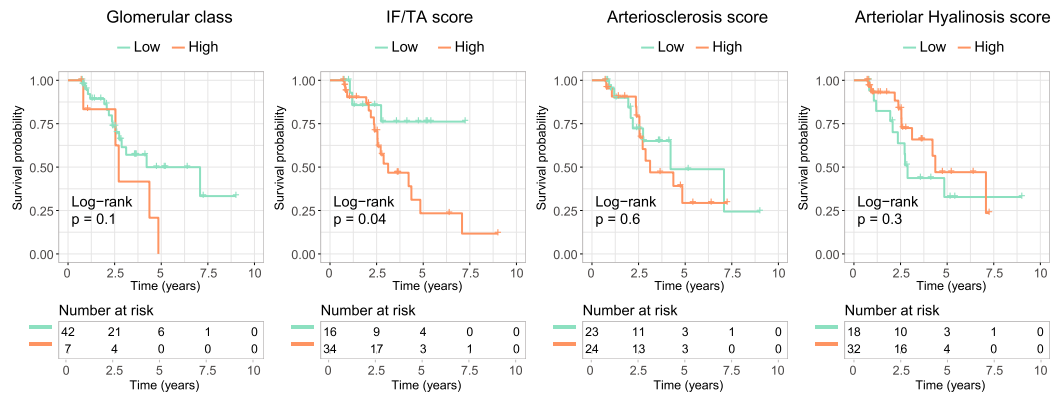 Glomerular class
Low High
Survival probability
1.00
0.75
0.50
0.25
0.00
Log−rank
p = 0.1
0 2.5 5 7.5 10
Time (years)
Number at risk
42 21 6 1 0
7 4 0 0 0
0 2.5 5 7.5 10
Time (years)
IF/TA score
Low High
Survival probability
1.00
0.75
0.50
0.25
0.00
Log−rank
p = 0.04
0 2.5 5 7.5 10
Time (years)
Number at risk
16 9 4 0 0
34 17 3 1 0
0 2.5 5 7.5 10
Time (years)
Arteriosclerosis score
Low High
Survival probability
1.00
0.75
0.50
0.25
0.00
Log−rank
p = 0.6
0 2.5 5 7.5 10
Time (years)
Number at risk
23 11 3 1 0
24 13 3 0 0
0 2.5 5 7.5 10
Time (years)
Arteriolar Hyalinosis score
Low High
Survival probability
1.00
0.75
0.50
0.25
0.00
Log−rank
p = 0.3
0 2.5 5 7.5 10
Time (years)
Number at risk
18 10 3 1 0
32 16 4 0 0
0 2.5 5 7.5 10
Time (years)